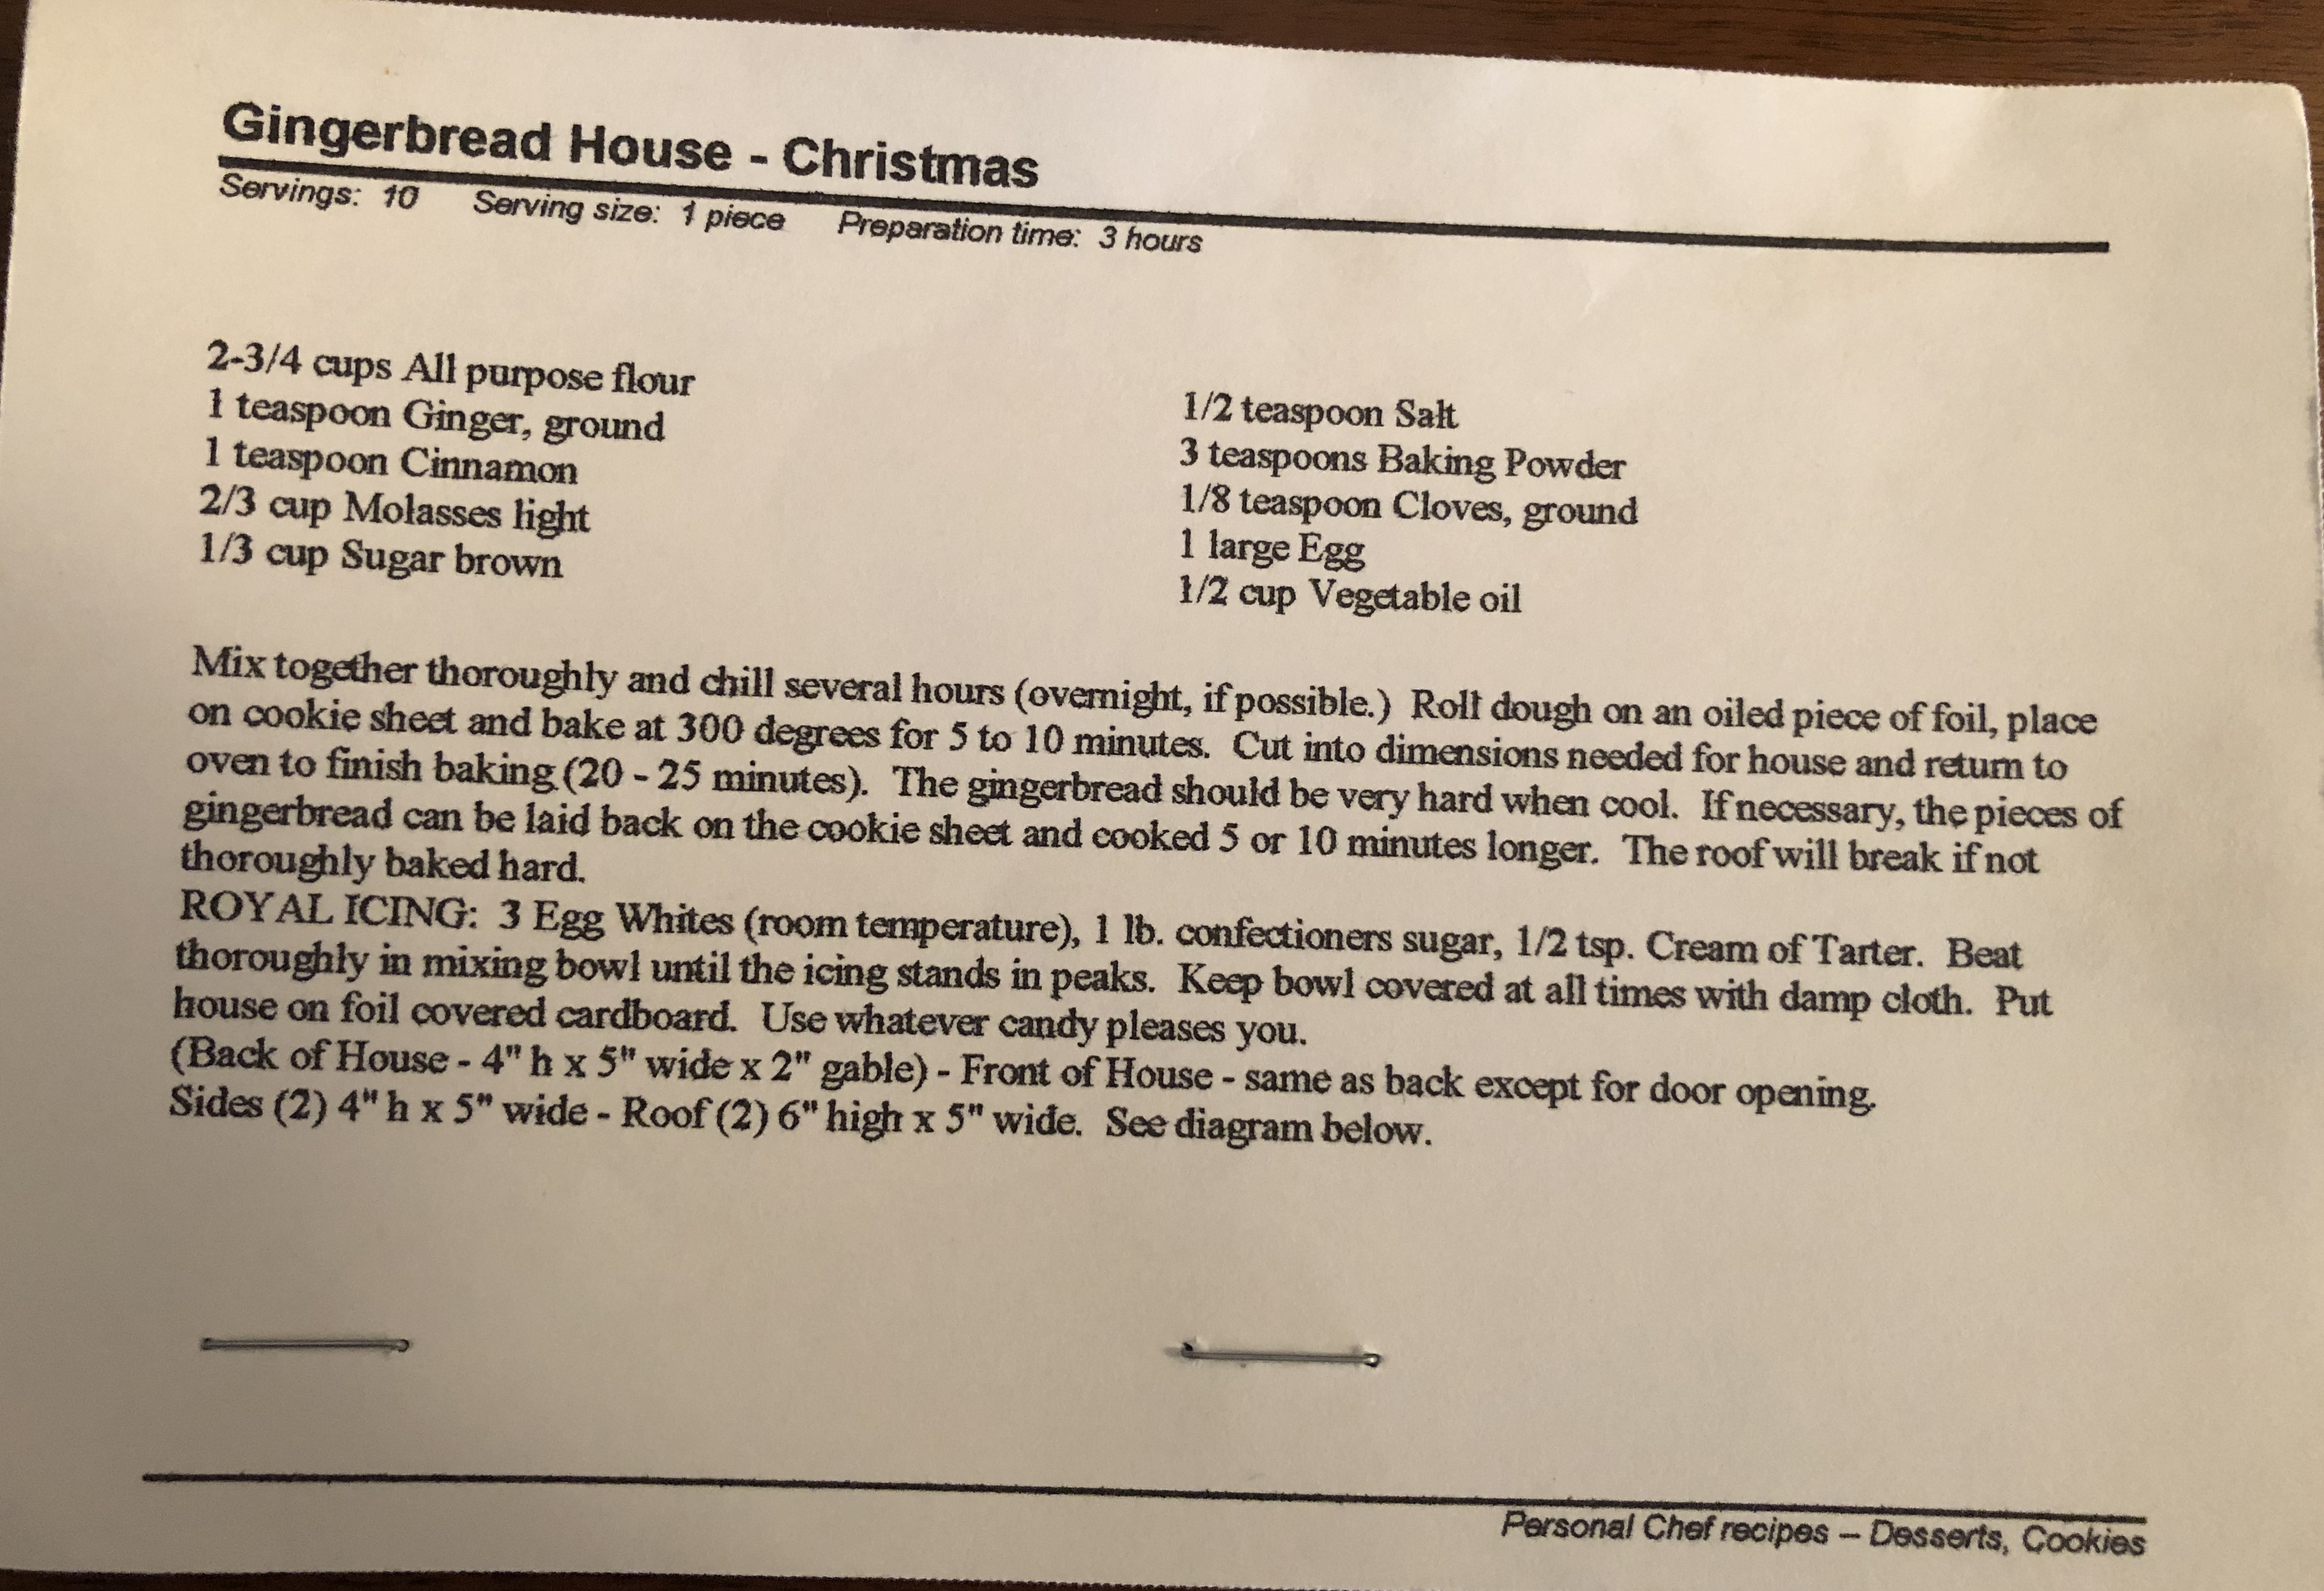 Gingerbread House - Christmas
Servings: 10 Serving size: 1 piece Preparation time: 3 hours
2-3/4 cups All purpose flour
1 teaspoon Ginger, ground
1 teaspoon Cinnamon
2/3 cup Molasses light
1/3 cup Sugar brown
1/2 teaspoon Salt
3 teaspoons Baking Powder
1/8 teaspoon Cloves, ground
1 large Egg
1/2 cup Vegetable oil
Mix together thoroughly and chill several hours (overnight, if possible.) Roll dough on an oiled piece of foil, place
on cookie sheet and bake at 300 degrees for 5 to 10 minutes. Cut into dimensions needed for house and return to
oven to finish baking (20 - 25 minutes). The gingerbread should be very hard when cool. If necessary, the pieces of
gingerbread can be laid back on the cookie sheet and cooked 5 or 10 minutes longer. The roof will break if not
thoroughly baked hard.
ROYAL ICING: 3 Egg Whites (room temperature), 1 lb. confectioners sugar, 1/2 tsp. Cream of Tarter. Beat
thoroughly in mixing bowl until the icing stands in peaks. Keep bowl covered at all times with damp cloth. Put
house on foil covered cardboard. Use whatever candy pleases you.
(Back of House - 4" h x 5" wide x 2" gable) - Front of House - same as back except for door opening.
Sides (2) 4" h x 5" wide - Roof (2) 6" high x 5" wide. See diagram below.
Personal Chef recipes – Desserts, Cookies